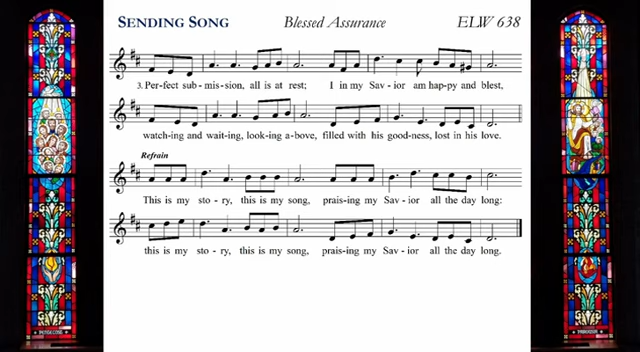 SENDING SONG Blessed Assurance ELW 638
3. Per-fect sub - mis - sion, all is at rest; I in my Sav - ior am hap-py and blest,
watch-ing and wait-ing, look-ing a-bove, filled with his good-ness, lost in his love.
Refrain
This is my sto - ry, this is my song, prais-ing my Sav - ior all the day long:
this is my sto - ry, this is my song, prais-ing my Sav - ior all the day long.
PENTECOST